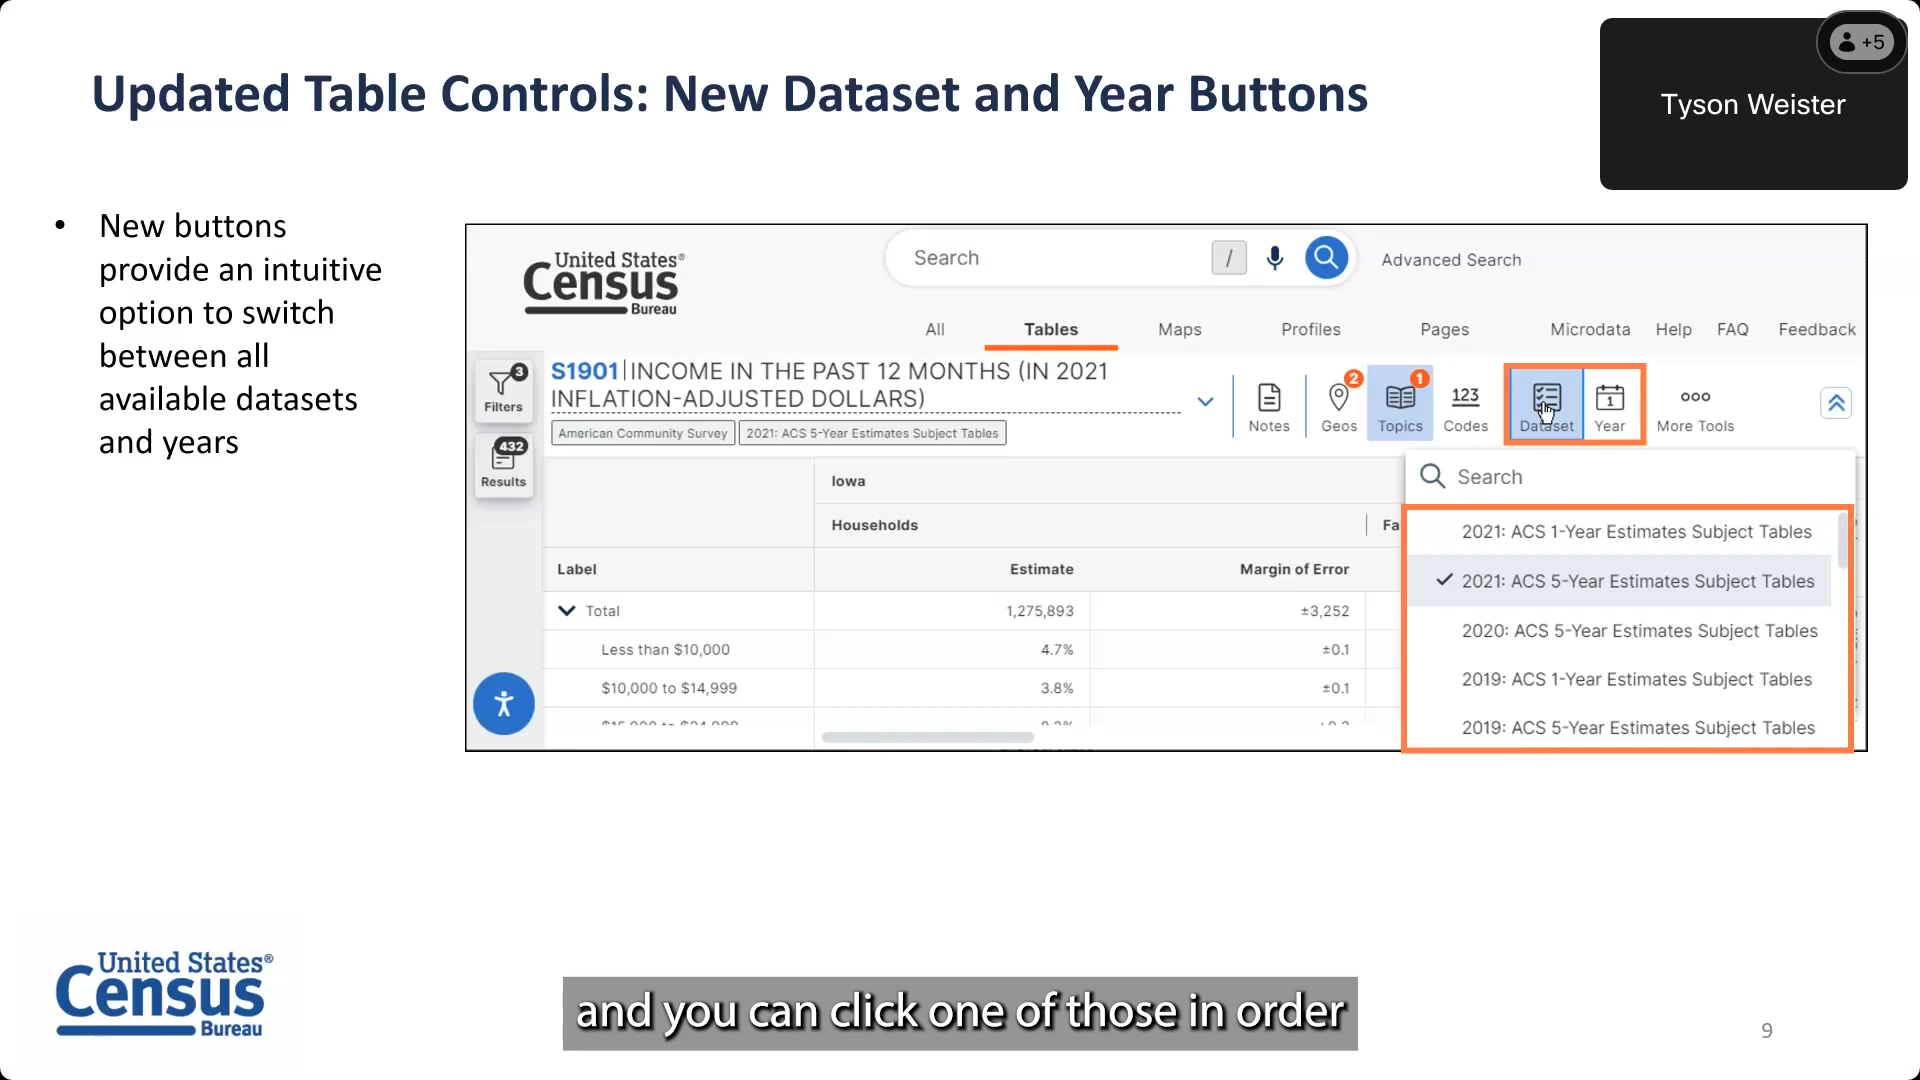 +5
Tyson Weister
Updated Table Controls: New Dataset and Year Buttons
• New buttons
provide an intuitive
option to switch
between all
available datasets
and years
United States®
Census
Bureau
Search
/
Advanced Search
All
Tables
Maps
Profiles
Pages
Microdata
Help
FAQ
Feedback
3
Filters
432
Results
S1901 | INCOME IN THE PAST 12 MONTHS (IN 2021
INFLATION-ADJUSTED DOLLARS)
American Community Survey
2021: ACS 5-Year Estimates Subject Tables
Notes
2
Geos
1
Topics
123
Codes
Dataset
1
Year
More Tools
Search
2021: ACS 1-Year Estimates Subject Tables
2021: ACS 5-Year Estimates Subject Tables
2020: ACS 5-Year Estimates Subject Tables
2019: ACS 1-Year Estimates Subject Tables
2019: ACS 5-Year Estimates Subject Tables
Iowa
Households
Fa
Label
Estimate
Margin of Error
Total
1,275,893
±3,252
Less than $10,000
4.7%
±0.1
$10,000 to $14,999
3.8%
±0.1
United States®
Census
Bureau
and you can click one of those in order
9